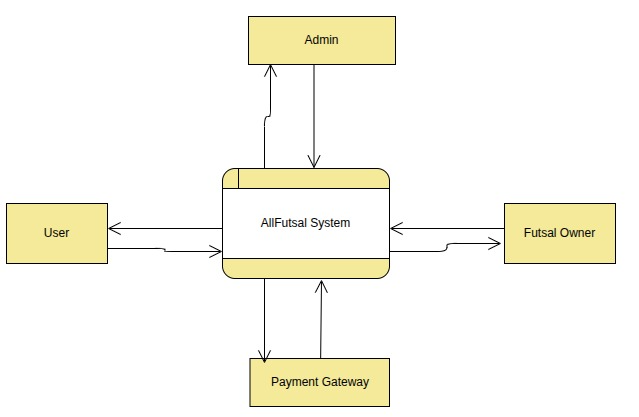 Admin
AllFutsal System
User
Futsal Owner
Payment Gateway